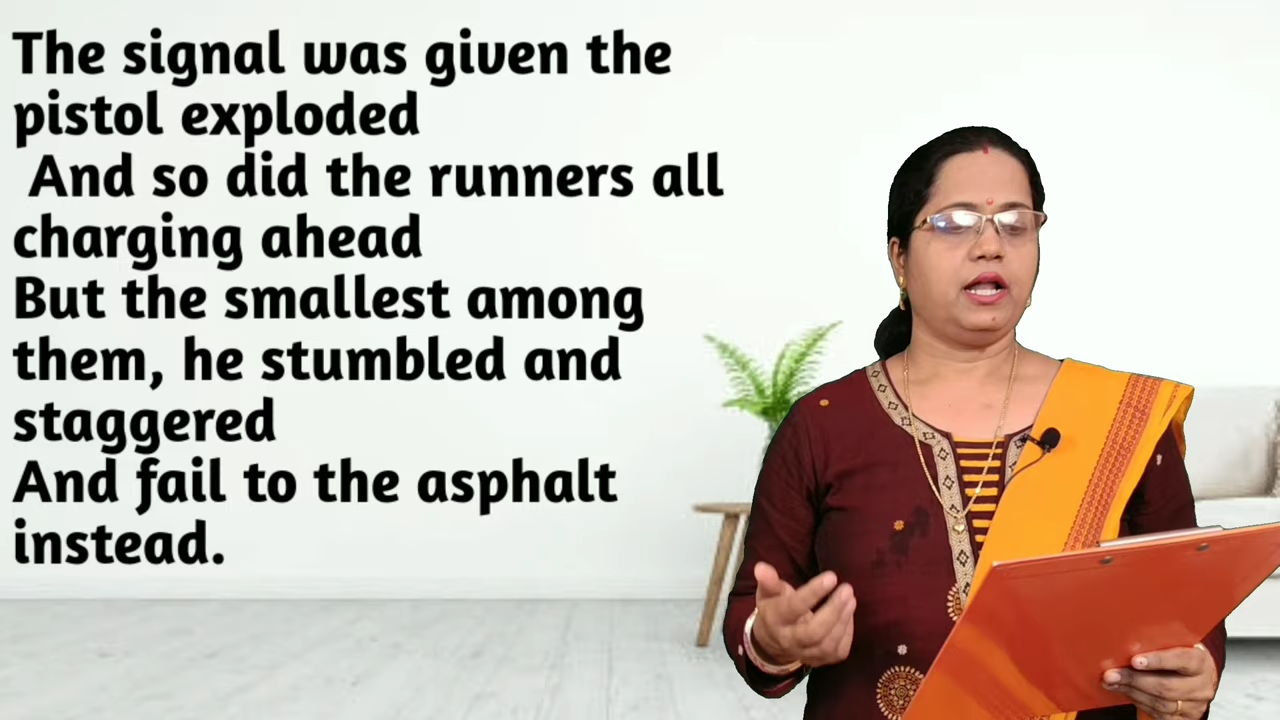 The signal was given the
pistol exploded
And so did the runners all
charging ahead
But the smallest among
them, he stumbled and
staggered
And fail to the asphalt
instead.